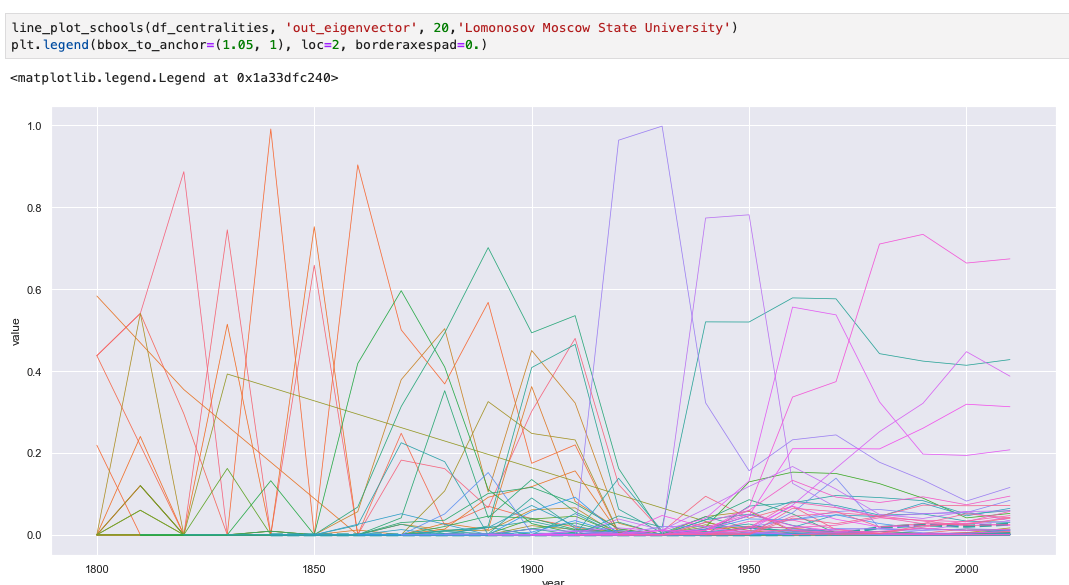 line_plot_schools(df_centralities, 'out_eigenvector', 20,'Lomonosov Moscow State University')
plt.legend(bbox_to_anchor=(1.05, 1), loc=2, borderaxespad=0.)
<matplotlib.legend.Legend at 0x1a33dfc240>
1.0
0.8
0.6
0.4
0.2
0.0
value
1800
1850
1900
1950
2000
year